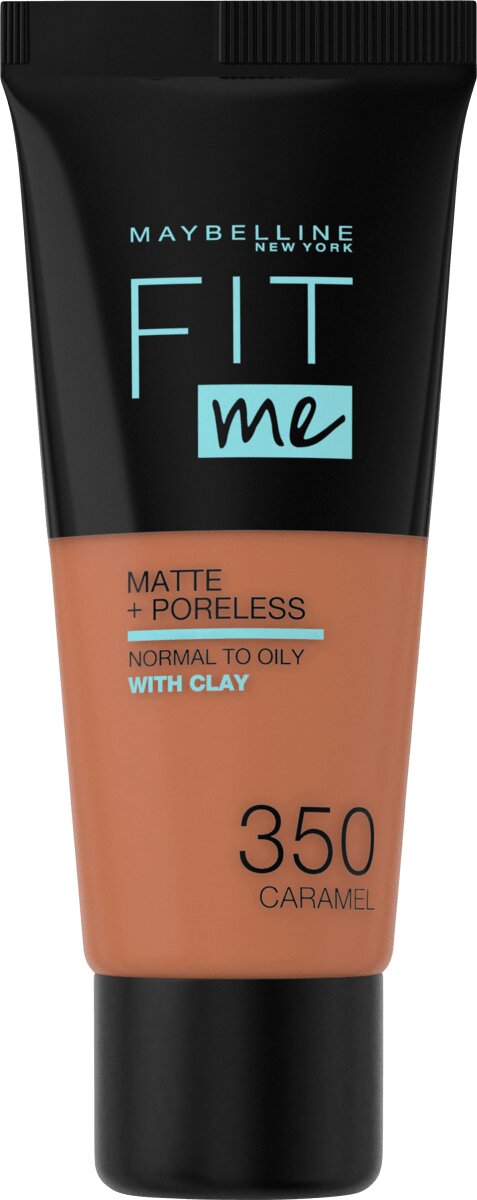 MAYBELLINE
NEW YORK
FIT
me
MATTE
+ PORELESS
NORMAL TO OILY
WITH CLAY
350
CARAMEL